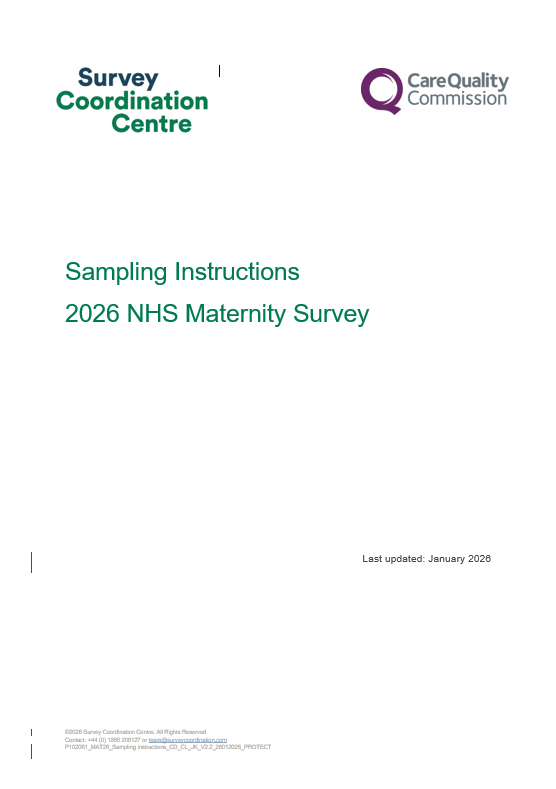 Survey
Coordination
Centre
CareQuality
Commission
Sampling Instructions
2026 NHS Maternity Survey
Last updated: January 2026
©2026 Survey Coordination Centre, All Rights Reserved
Contact: +44 (0) 1865 208127 or team@surveycoordination.com
P102081_MAT26_Sampling instructions_CD_CL_JK_V2.2_26012026_PROTECT